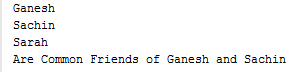 Ganesh
Sachin
Sarah
Are Common Friends of Ganesh and Sachin